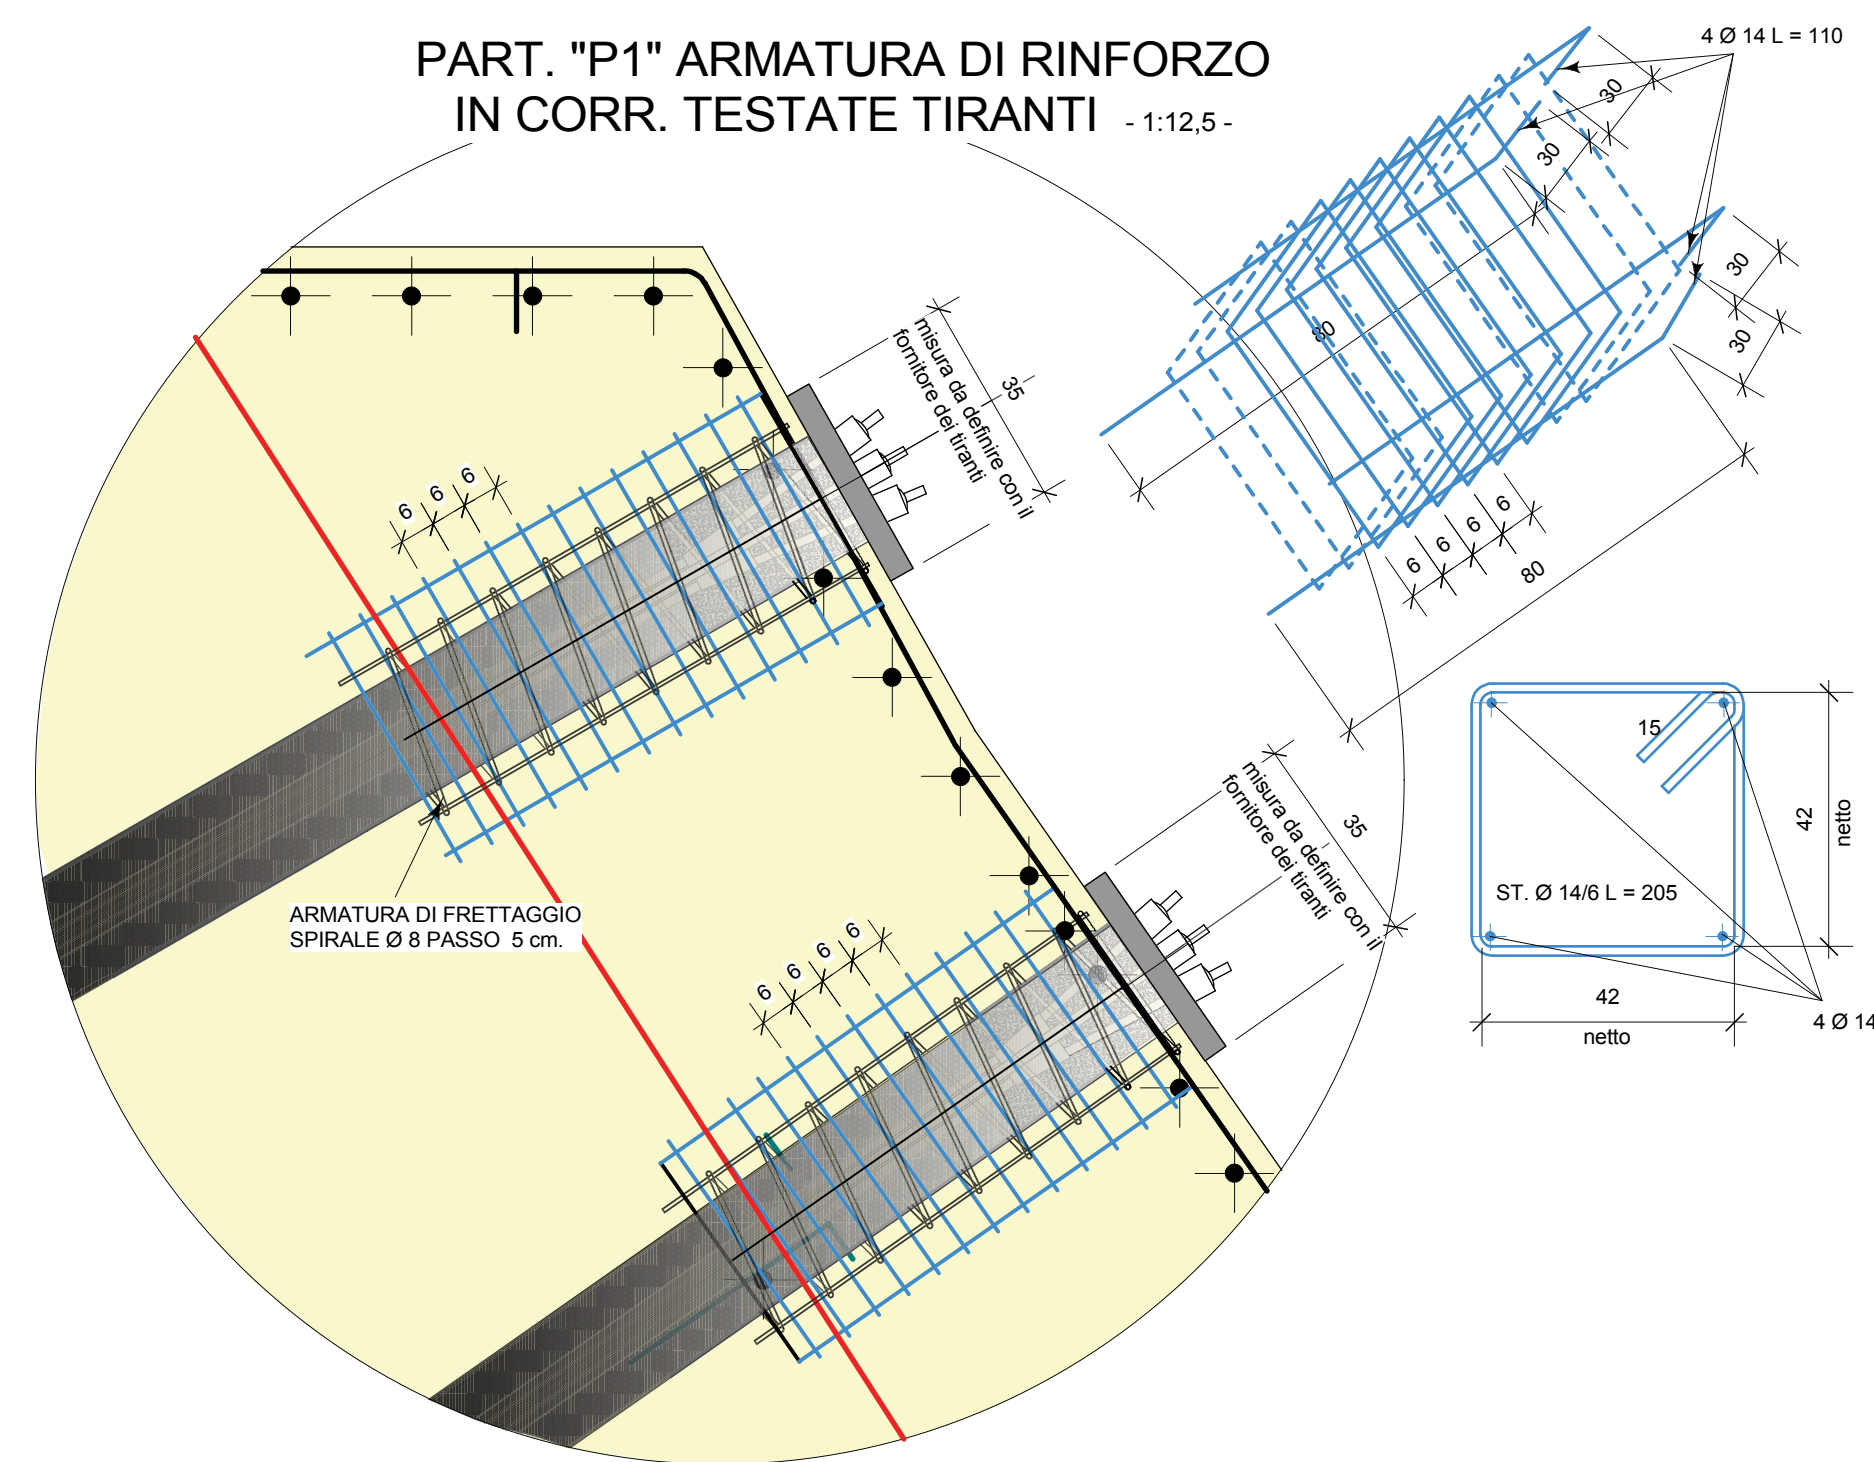 PART. "P1" ARMATURA DI RINFORZO
IN CORR. TESTATE TIRANTI - 1:12,5 -
4 Ø 14 L = 110
30
30
80
30
30
6
6
6
6
80
misura da definire con il
fornitore dei tiranti
35
6
6
6
ARMATURA DI FRETTAGGIO
SPIRALE Ø 8 PASSO 5 cm.
misura da definire con il
fornitore dei tiranti
35
6
6
6
6
15
ST. Ø 14/6 L = 205
42
netto
42
netto
4 Ø 14